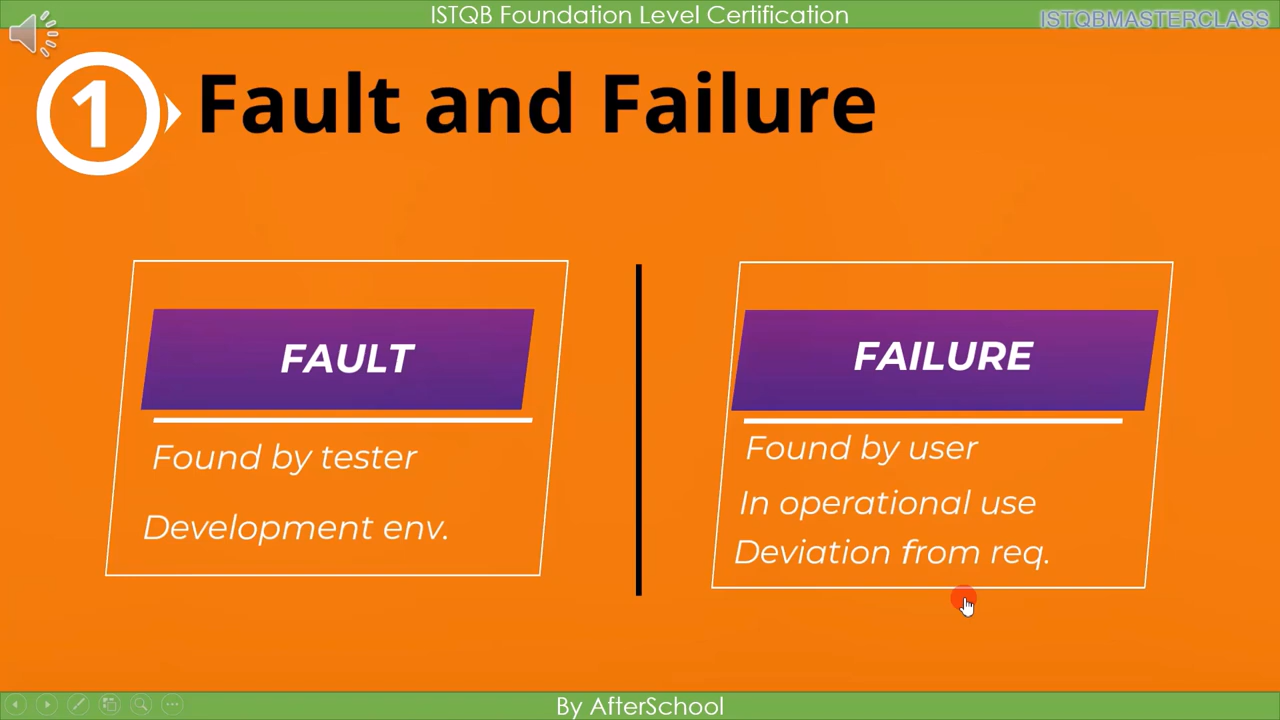 ISTQB Foundation Level Certification
ISTQBMASTERCLASS
1
Fault and Failure
FAULT
Found by tester
Development env.
FAILURE
Found by user
In operational use
Deviation from req.
By AfterSchool